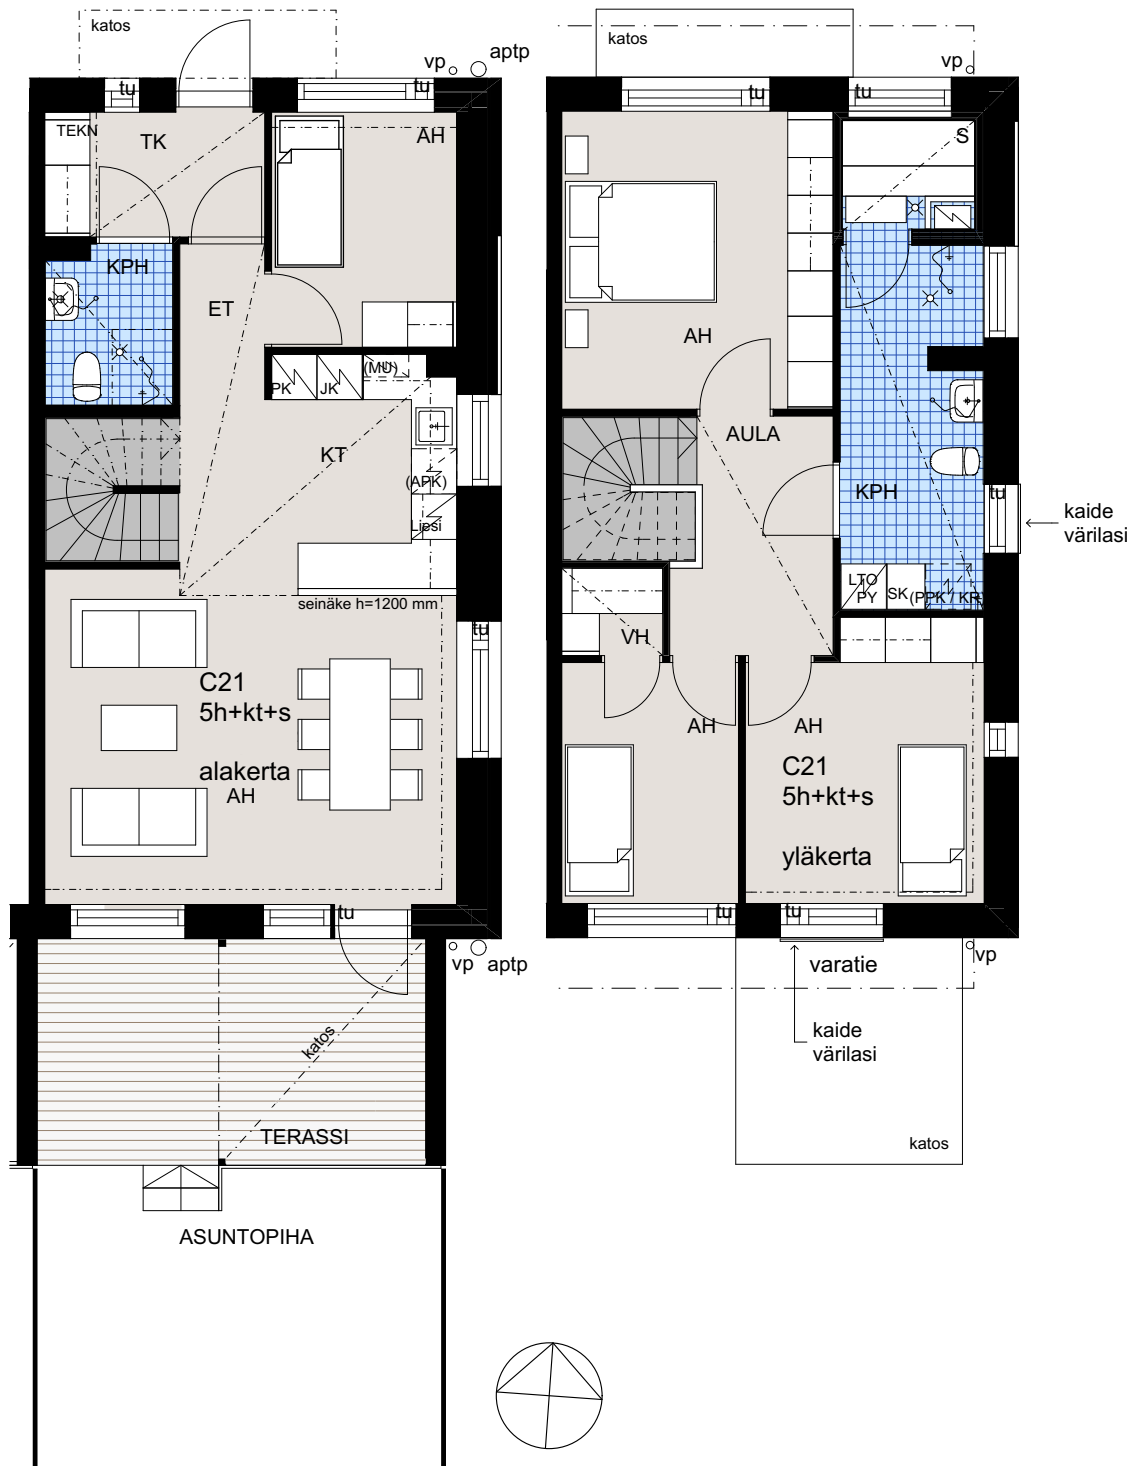 katos
vp
aptp
tu
tu
TEKN
TK
AH
KPH
ET
PK
JK
(MU)
KT
(APK)
Liesi
seinäke h=1200 mm
tu
C21
5h+kt+s
alakerta
AH
tu
vp
aptp
katos
TERASSI
ASUNTOPIHA
katos
vp
tu
tu
S
AH
AULA
KPH
tu
kaide
värilasi
LTO
PY
SK
(PPK / KR)
VH
AH
AH
C21
5h+kt+s
yläkerta
tu
tu
varatie
vp
kaide
värilasi
katos